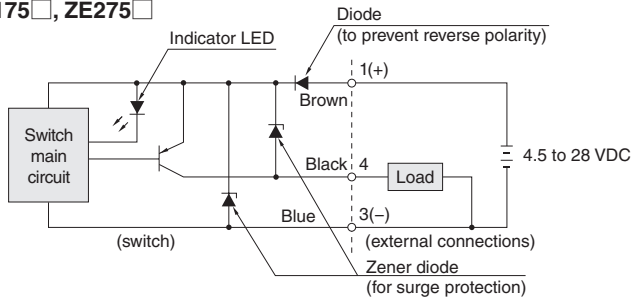 ZE275□
Diode
(to prevent reverse polarity)
Indicator LED
1(+)
Brown
Switch
main
circuit
4.5 to 28 VDC
Black
4
Load
Blue
3(−)
(switch)
(external connections)
Zener diode
(for surge protection)